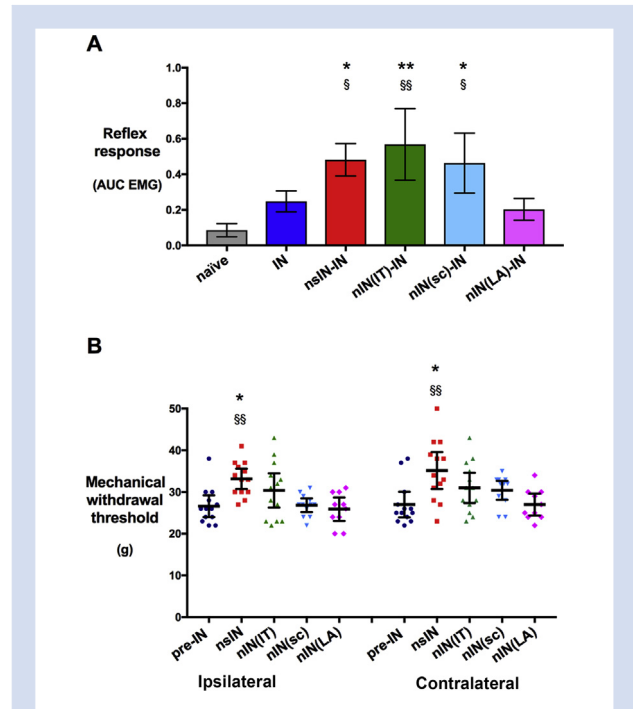 A
1.0
0.8
0.6
0.4
0.2
0.0
Reflex
response
(AUC EMG)
* ** *
§ §§ §
naïve IN nsIN-IN nIN(IT)-IN nIN(sc)-IN nIN(LA)-IN
B
50
40
30
20
10
0
Mechanical
withdrawal
threshold
(g)
* *
§§ §§
pre-IN nsIN nIN(IT) nIN(sc) nIN(LA) pre-IN nsIN nIN(IT) nIN(sc) nIN(LA)
Ipsilateral Contralateral